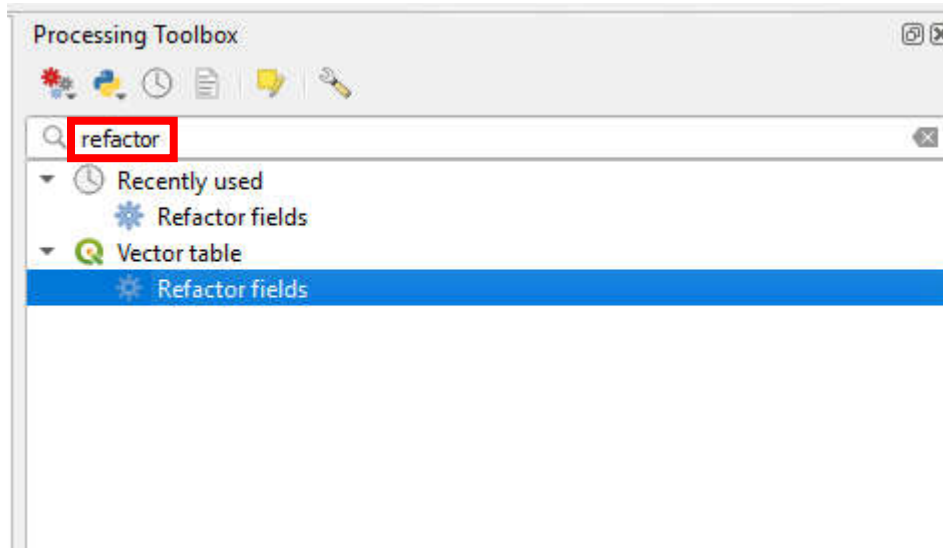 Processing Toolbox
refactor
Recently used
Refactor fields
Vector table
Refactor fields